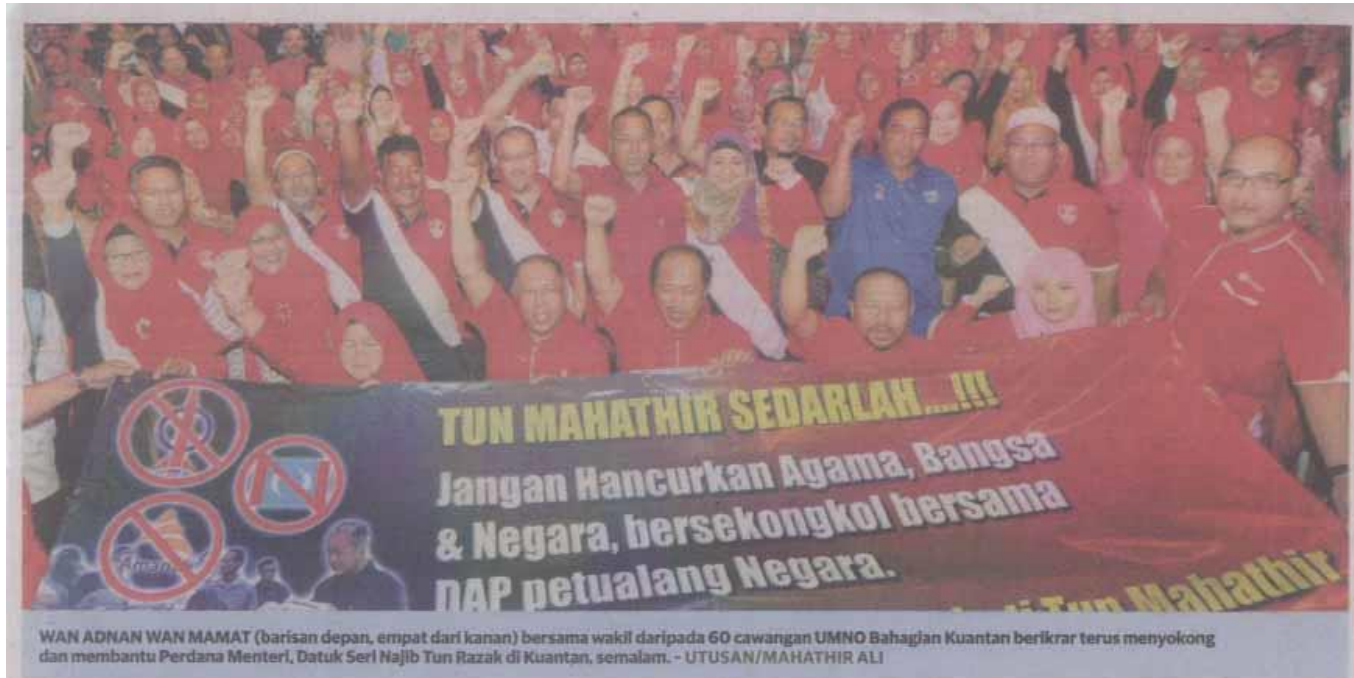 TUN MAHATHIR SEDARLAH....!!!
Jangan Hancurkan Agama, Bangsa
& Negara, bersekongkol bersama
DAP petualang Negara.
Tun Mahathir
Amanah
WAN ADNAN WAN MAMAT (barisan depan, empat dari kanan) bersama wakil daripada 60 cawangan UMNO Bahagian Kuantan berikrar terus menyokong
dan membantu Perdana Menteri, Datuk Seri Najib Tun Razak di Kuantan, semalam. – UTUSAN/MAHATHIR ALI